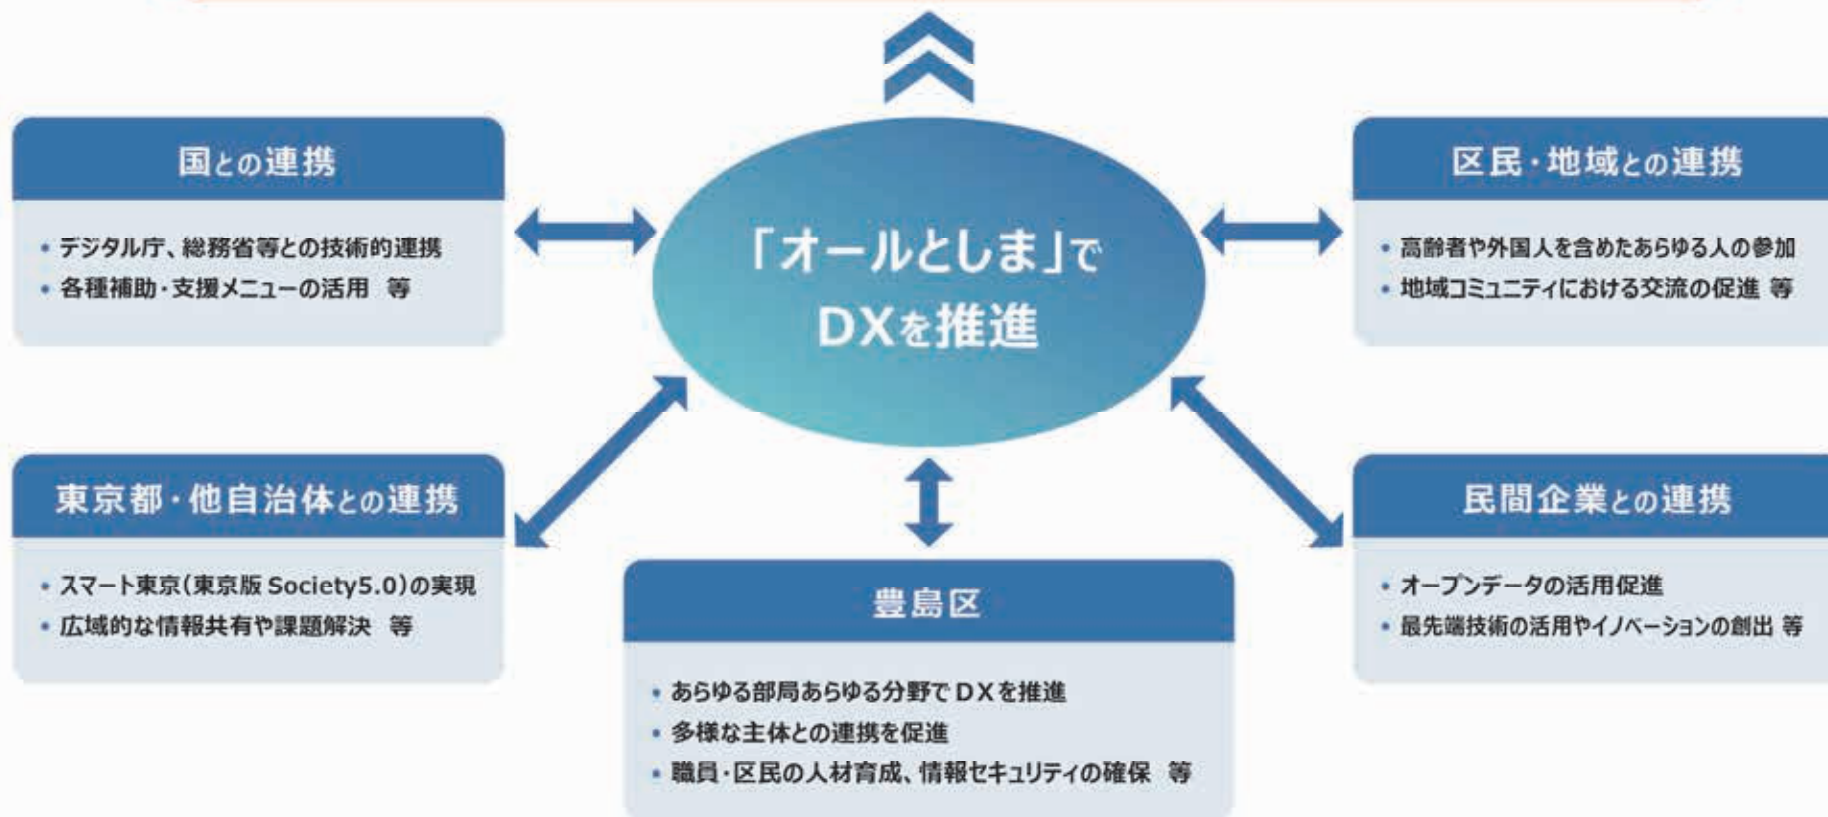 国との連携
• デジタル庁、総務省等との技術的連携
• 各種補助・支援メニューの活用 等
「オールとしま」で
DXを推進
区民・地域との連携
• 高齢者や外国人を含めたあらゆる人の参加
• 地域コミュニティにおける交流の促進 等
東京都・他自治体との連携
• スマート東京(東京版 Society5.0)の実現
• 広域的な情報共有や課題解決 等
豊島区
• あらゆる部局あらゆる分野でDXを推進
• 多様な主体との連携を促進
• 職員・区民の人材育成、情報セキュリティの確保 等
民間企業との連携
• オープンデータの活用促進
• 最先端技術の活用やイノベーションの創出 等